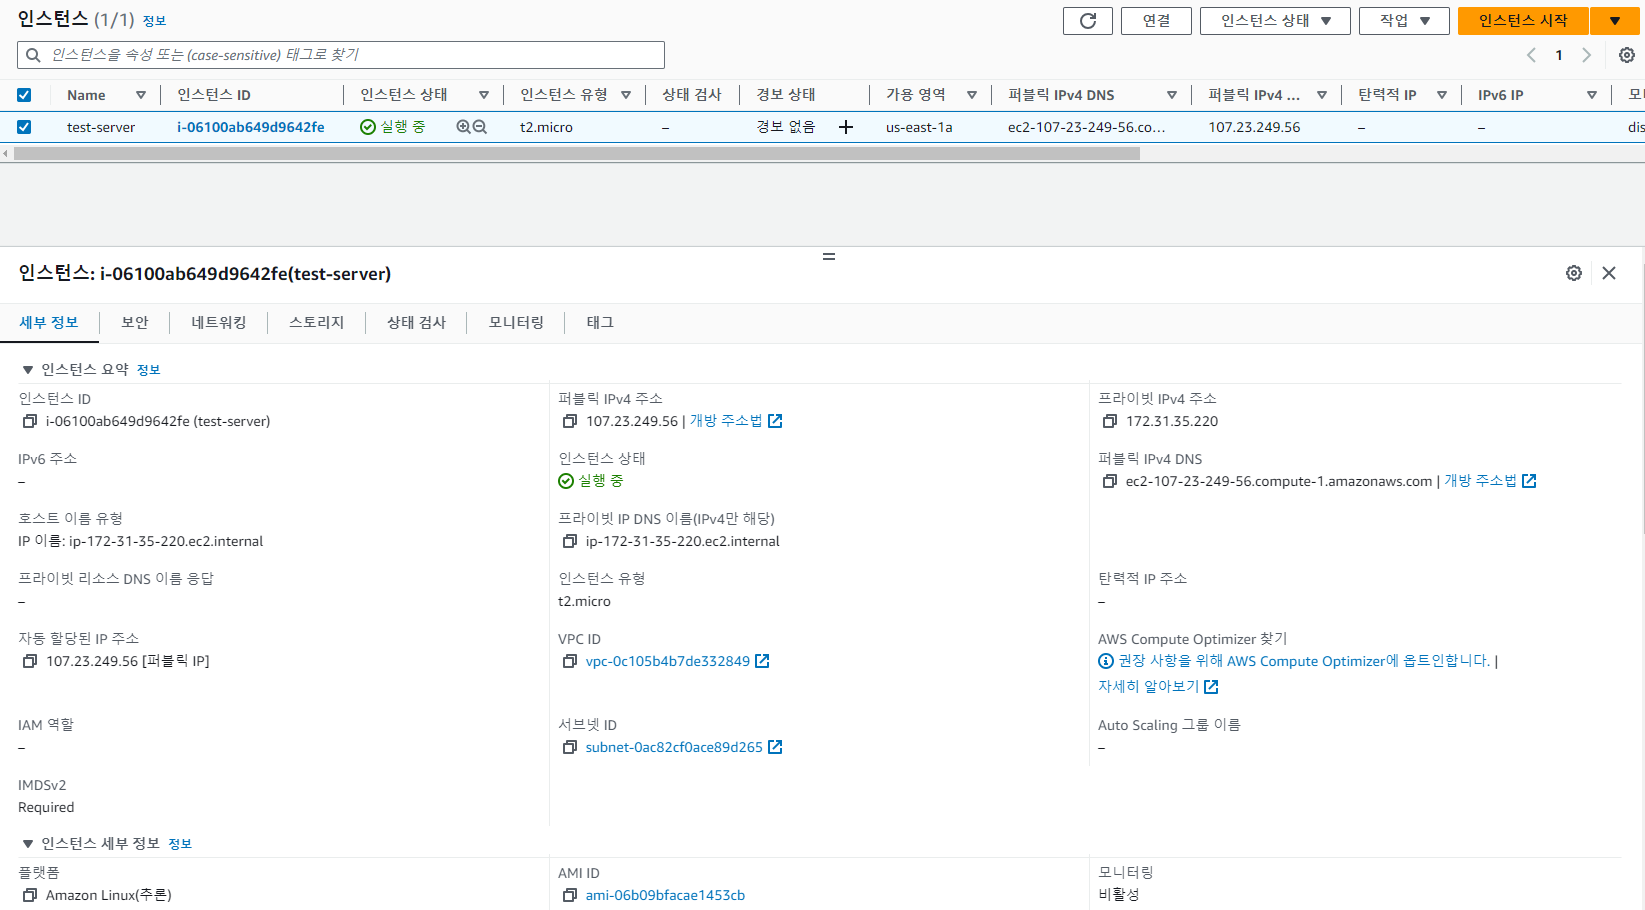 인스턴스 (1/1) 정보
연결 인스턴스 상태 작업 인스턴스 시작
인스턴스을 속성 또는 (case-sensitive) 태그로 찾기
1
Name 인스턴스 ID 인스턴스 상태 인스턴스 유형 상태 검사 경보 상태 가용 영역 퍼블릭 IPv4 DNS 퍼블릭 IPv4 ... 탄력적 IP IPv6 IP
test-server i-06100ab649d9642fe 실행 중 t2.micro – 경보 없음 us-east-1a ec2-107-23-249-56.co... 107.23.249.56 – – dis
인스턴스: i-06100ab649d9642fe(test-server)
세부 정보 보안 네트워킹 스토리지 상태 검사 모니터링 태그
인스턴스 요약 정보
인스턴스 ID
i-06100ab649d9642fe (test-server)
퍼블릭 IPv4 주소
107.23.249.56 | 개방 주소법
프라이빗 IPv4 주소
172.31.35.220
IPv6 주소
–
인스턴스 상태
실행 중
퍼블릭 IPv4 DNS
ec2-107-23-249-56.compute-1.amazonaws.com | 개방 주소법
호스트 이름 유형
IP 이름: ip-172-31-35-220.ec2.internal
프라이빗 IP DNS 이름(IPv4만 해당)
ip-172-31-35-220.ec2.internal
프라이빗 리소스 DNS 이름 응답
–
인스턴스 유형
t2.micro
탄력적 IP 주소
–
자동 할당된 IP 주소
107.23.249.56 [퍼블릭 IP]
VPC ID
vpc-0c105b4b7de332849
AWS Compute Optimizer 찾기
권장 사항을 위해 AWS Compute Optimizer에 옵트인합니다. |
자세히 알아보기
IAM 역할
–
서브넷 ID
subnet-0ac82cf0ace89d265
Auto Scaling 그룹 이름
–
IMDSv2
Required
인스턴스 세부 정보 정보
플랫폼
Amazon Linux(추론)
AMI ID
ami-06b09bfacae1453cb
모니터링
비활성